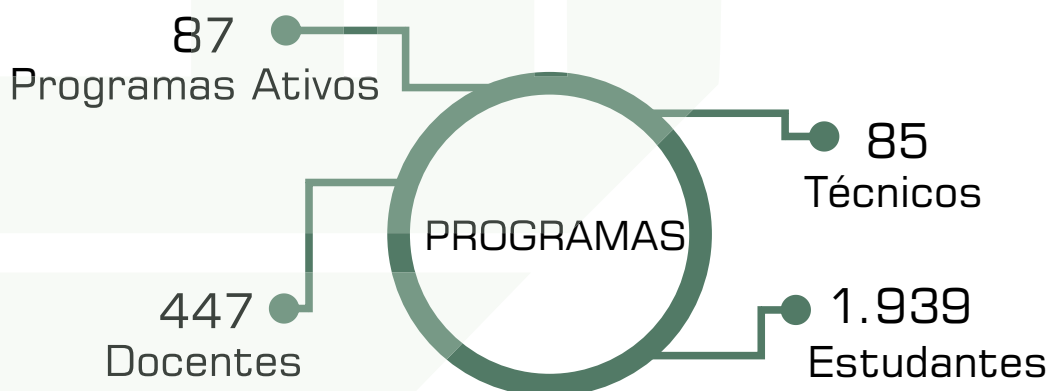 87
Programas Ativos
85
Técnicos
PROGRAMAS
447
Docentes
1.939
Estudantes